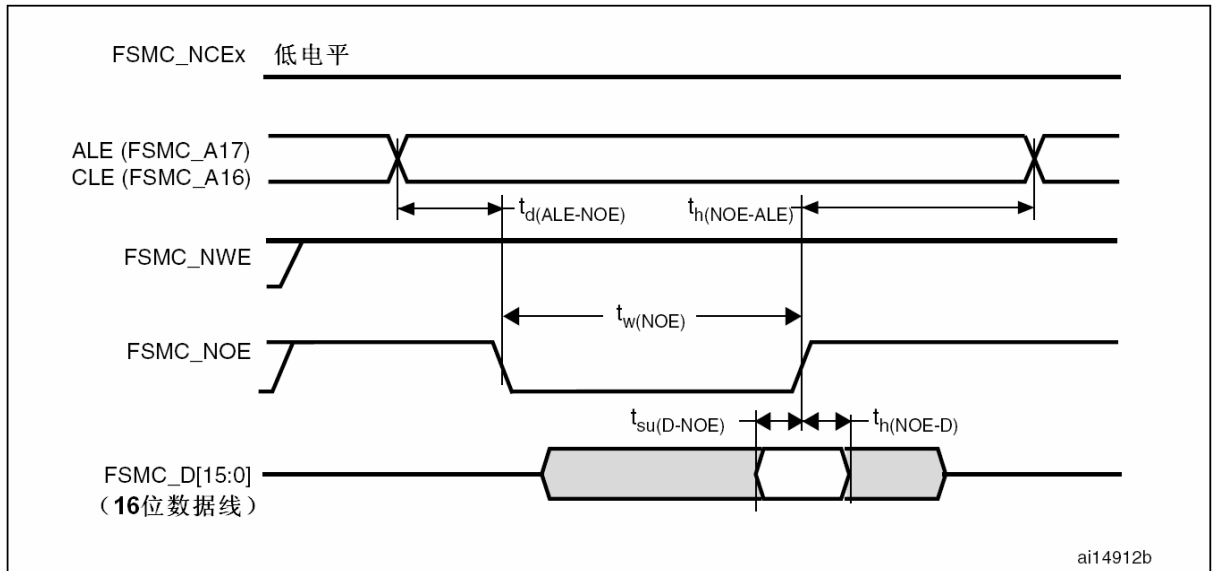 FSMC_NCEx 低电平
ALE (FSMC_A17)
CLE (FSMC_A16)
td(ALE-NOE) th(NOE-ALE)
FSMC_NWE
tw(NOE)
FSMC_NOE
tsu(D-NOE) th(NOE-D)
FSMC_D[15:0]
（16位数据线）
ai14912b